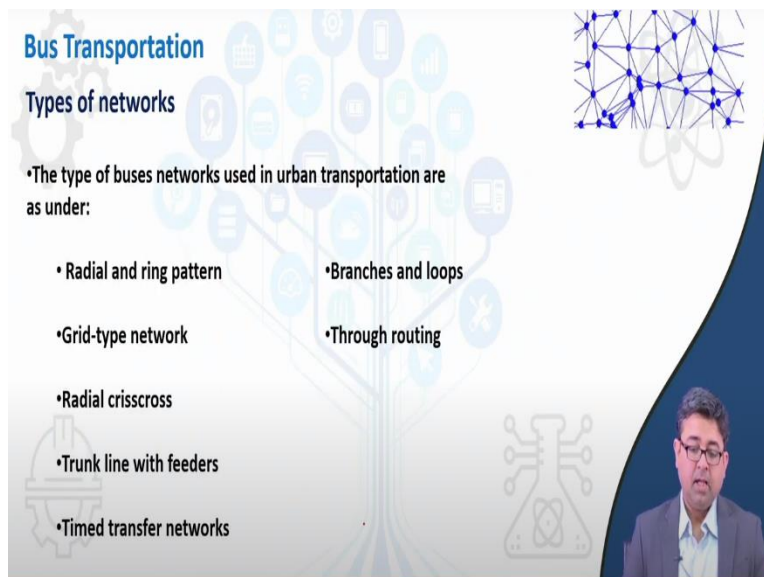 Bus Transportation
Types of networks
•The type of buses networks used in urban transportation are
as under:
• Radial and ring pattern
•Grid-type network
•Radial crisscross
•Trunk line with feeders
•Timed transfer networks
•Branches and loops
•Through routing